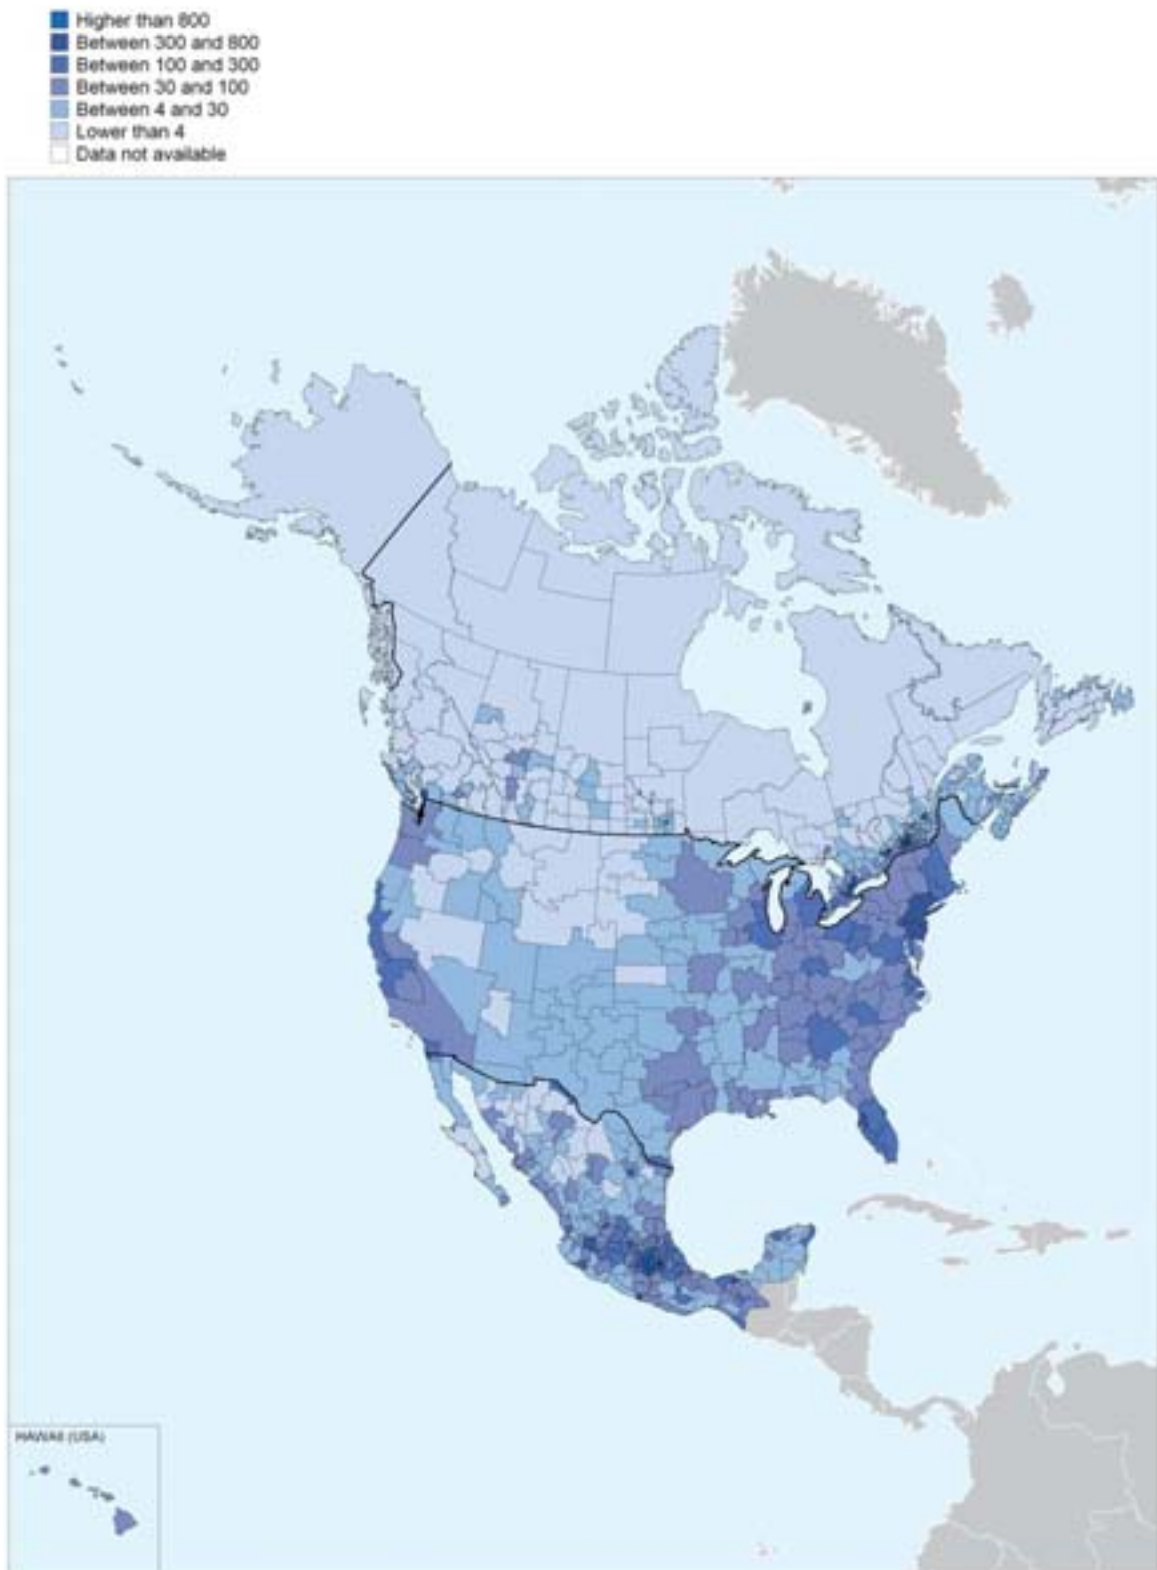 Higher than 800
Between 300 and 800
Between 100 and 300
Between 30 and 100
Between 4 and 30
Lower than 4
Data not available
HAWAII (USA)